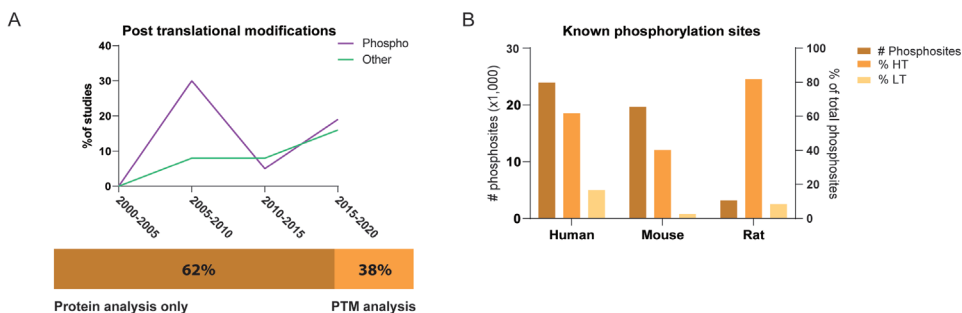 A
Post translational modifications
Phospho
Other
%of studies
40
30
20
10
0
2000-2005
2005-2010
2010-2015
2015-2020
62%
38%
Protein analysis only
PTM analysis
B
Known phosphorylation sites
# Phosphosites
% HT
% LT
# phosphosites (x1,000)
30
20
10
0
% of total phosphosites
100
80
60
40
20
0
Human
Mouse
Rat